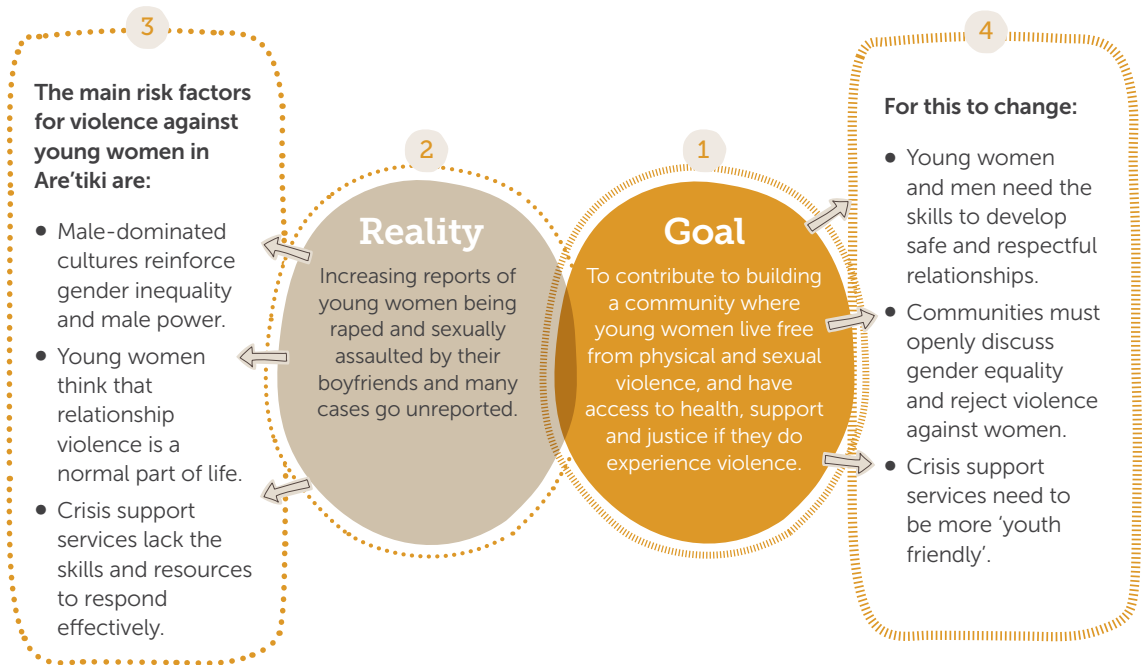 3
The main risk factors
for violence against
young women in
Are’tiki are:
• Male-dominated
cultures reinforce
gender inequality
and male power.
• Young women
think that
relationship
violence is a
normal part of life.
• Crisis support
services lack the
skills and resources
to respond
effectively.
2
Reality
Increasing reports of
young women being
raped and sexually
assaulted by their
boyfriends and many
cases go unreported.
1
Goal
To contribute to building
a community where
young women live free
from physical and sexual
violence, and have
access to health, support
and justice if they do
experience violence.
4
For this to change:
• Young women
and men need the
skills to develop
safe and respectful
relationships.
• Communities must
openly discuss
gender equality
and reject violence
against women.
• Crisis support
services need to
be more ‘youth
friendly’.